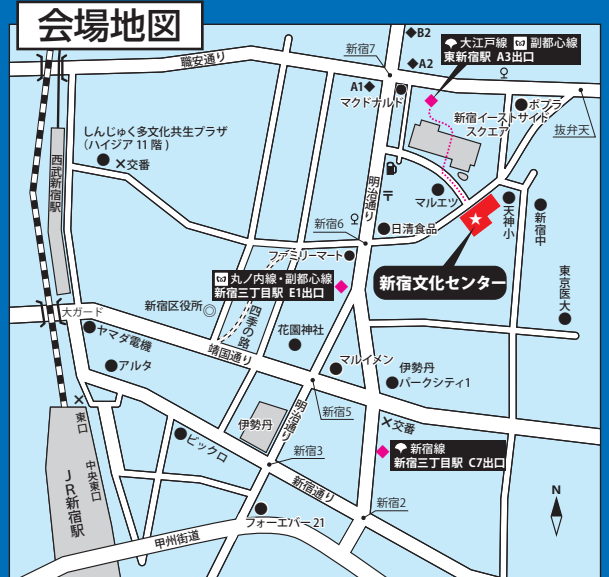 会場地図
◆B2
大江戸線 副都心線
東新宿駅 A3出口
新宿7
職安通り
◆A2
A1◆
マクドナルド
ポプラ
新宿イーストサイド
スクエア
抜弁天
しんじゅく多文化共生プラザ
(ハイジア11階)
×交番
西武新宿駅
明治通り
〒
マルエツ
天神小
新宿中
新宿6
日清食品
ファミリーマート
新宿文化センター
丸ノ内線・副都心線
新宿三丁目駅 E1出口
東京医大
新宿区役所◎
四季の路
大ガード
ヤマダ電機
花園神社
靖国通り
アルタ
マルイメン
伊勢丹
パークシティ1
×
東口
明治通り
新宿5
伊勢丹
×交番
ビックロ
新宿3
新宿線
新宿三丁目駅 C7出口
中央東口
JR新宿駅
新宿通り
新宿2
N
フォーエバー21
甲州街道